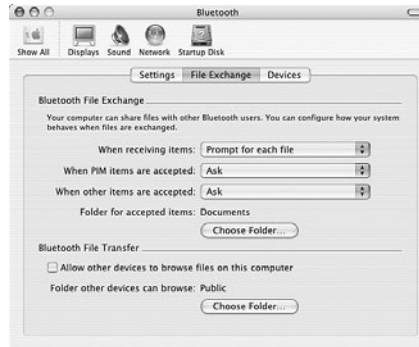 Bluetooth
Show All Displays Sound Network Startup Disk
Settings File Exchange Devices
Bluetooth File Exchange
Your computer can share files with other Bluetooth users. You can configure how your system
behaves when files are exchanged.
When receiving items: Prompt for each file
When PIM items are accepted: Ask
When other items are accepted: Ask
Folder for accepted items: Documents
Choose Folder...
Bluetooth File Transfer
Allow other devices to browse files on this computer
Folder other devices can browse: Public
Choose Folder...